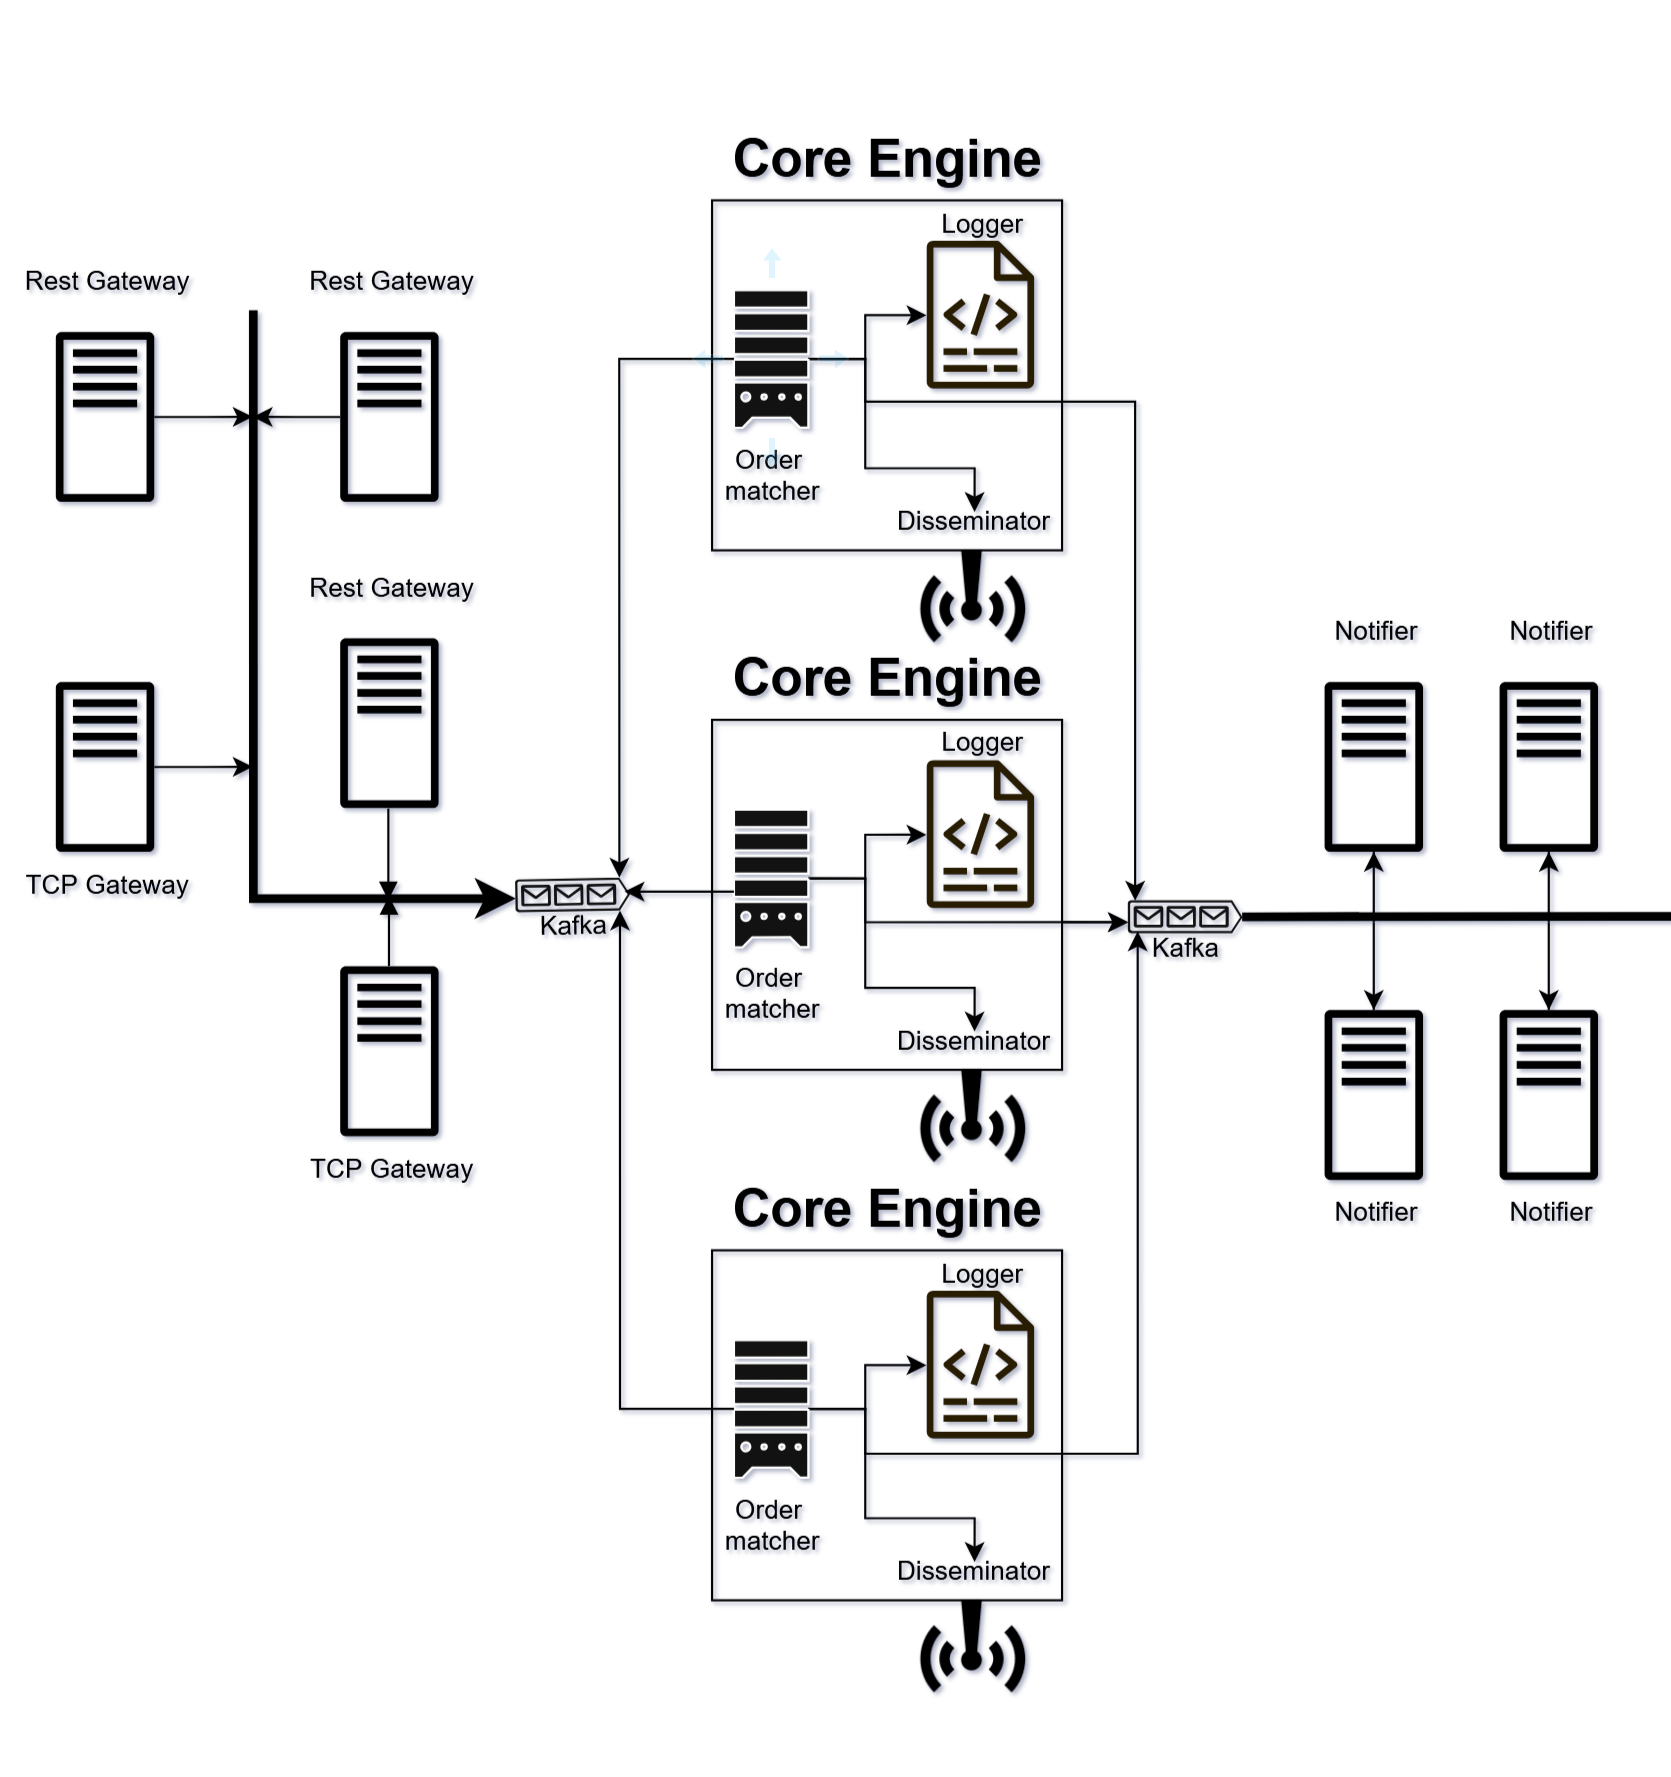 Core Engine
Logger
Rest Gateway
Rest Gateway
Order
matcher
Disseminator
Rest Gateway
Notifier
Notifier
Core Engine
Logger
TCP Gateway
Kafka
Kafka
Order
matcher
Disseminator
TCP Gateway
Notifier
Notifier
Core Engine
Logger
Order
matcher
Disseminator